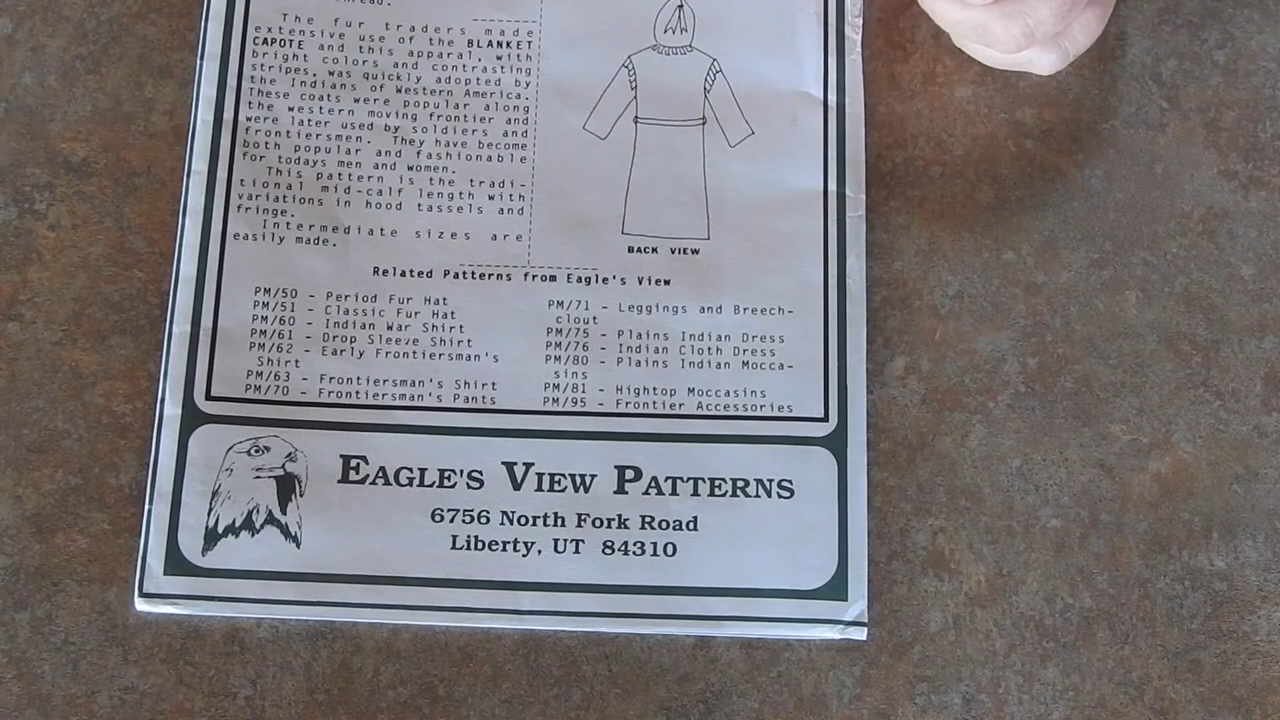 thread.
The fur traders made
extensive use of the BLANKET
CAPOTE and this apparal, with
bright colors and contrasting
stripes, was quickly adopted by
the Indians of Western America.
These coats were popular along
the western moving frontier and
were later used by soldiers and
frontiersmen. They have become
both popular and fashionable
for todays men and women.
This pattern is the tradi-
tional mid-calf length with
variations in hood tassels and
fringe.
Intermediate sizes are
easily made.
BACK VIEW
Related Patterns from Eagle's View
PM/50 - Period Fur Hat
PM/51 - Classic Fur Hat
PM/60 - Indian War Shirt
PM/61 - Drop Sleeve Shirt
PM/62 - Early Frontiersman's
Shirt
PM/63 - Frontiersman's Shirt
PM/70 - Frontiersman's Pants
PM/71 - Leggings and Breech-
clout
PM/75 - Plains Indian Dress
PM/76 - Indian Cloth Dress
PM/80 - Plains Indian Mocca-
sins
PM/81 - Hightop Moccasins
PM/95 - Frontier Accessories
EAGLE'S VIEW PATTERNS
6756 North Fork Road
Liberty, UT 84310